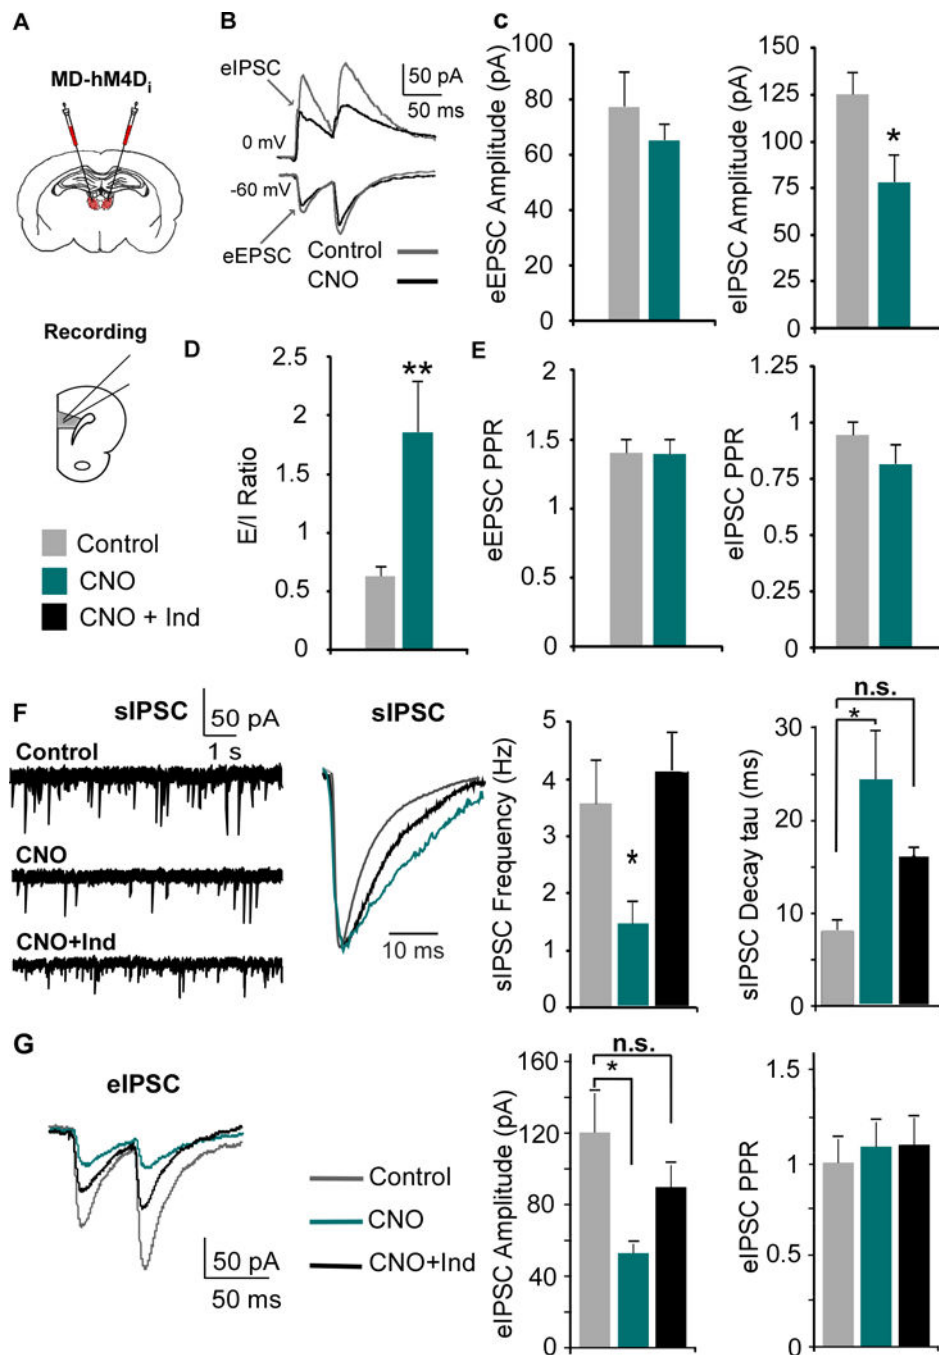 A
MD-hM4Di
Recording
Control
CNO
CNO + Ind
B
eIPSC
50 pA
50 ms
0 mV
-60 mV
eEPSC
Control
CNO
C
eEPSC Amplitude (pA)
100
80
60
40
20
0
eIPSC Amplitude (pA)
150
125
100
75
50
25
0
*
D
E/I Ratio
2.5
2
1.5
1
0.5
0
**
E
eEPSC PPR
2
1.5
1
0.5
0
eIPSC PPR
1.25
1
0.75
0.5
0.25
0
F
sIPSC
50 pA
1 s
Control
CNO
CNO+Ind
sIPSC
10 ms
sIPSC Frequency (Hz)
5
4
3
2
1
0
*
sIPSC Decay tau (ms)
30
20
10
0
n.s.
*
G
eIPSC
50 pA
50 ms
Control
CNO
CNO+Ind
eIPSC Amplitude (pA)
160
120
80
40
0
n.s.
*
eIPSC PPR
1.5
1
0.5
0